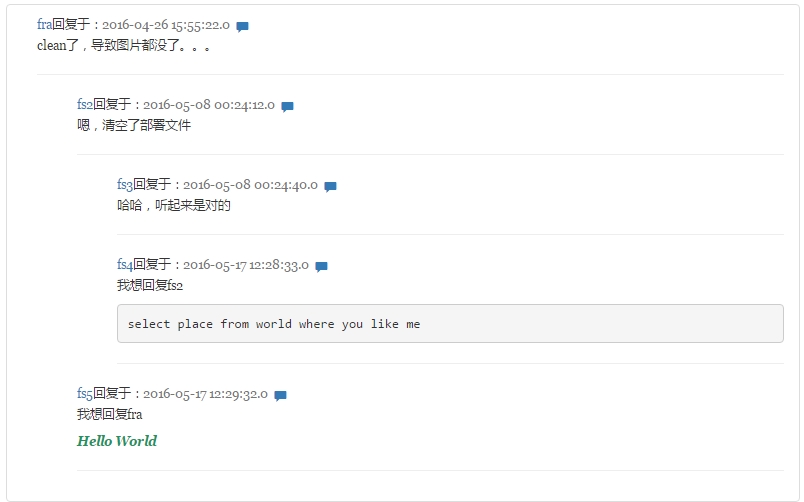 fra回复于：2016-04-26 15:55:22.0
clean了，导致图片都没了。。。
fs2回复于：2016-05-08 00:24:12.0
嗯，清空了部署文件
fs3回复于：2016-05-08 00:24:40.0
哈哈，听起来是对的
fs4回复于：2016-05-17 12:28:33.0
我想回复fs2
select place from world where you like me
fs5回复于：2016-05-17 12:29:32.0
我想回复fra
Hello World